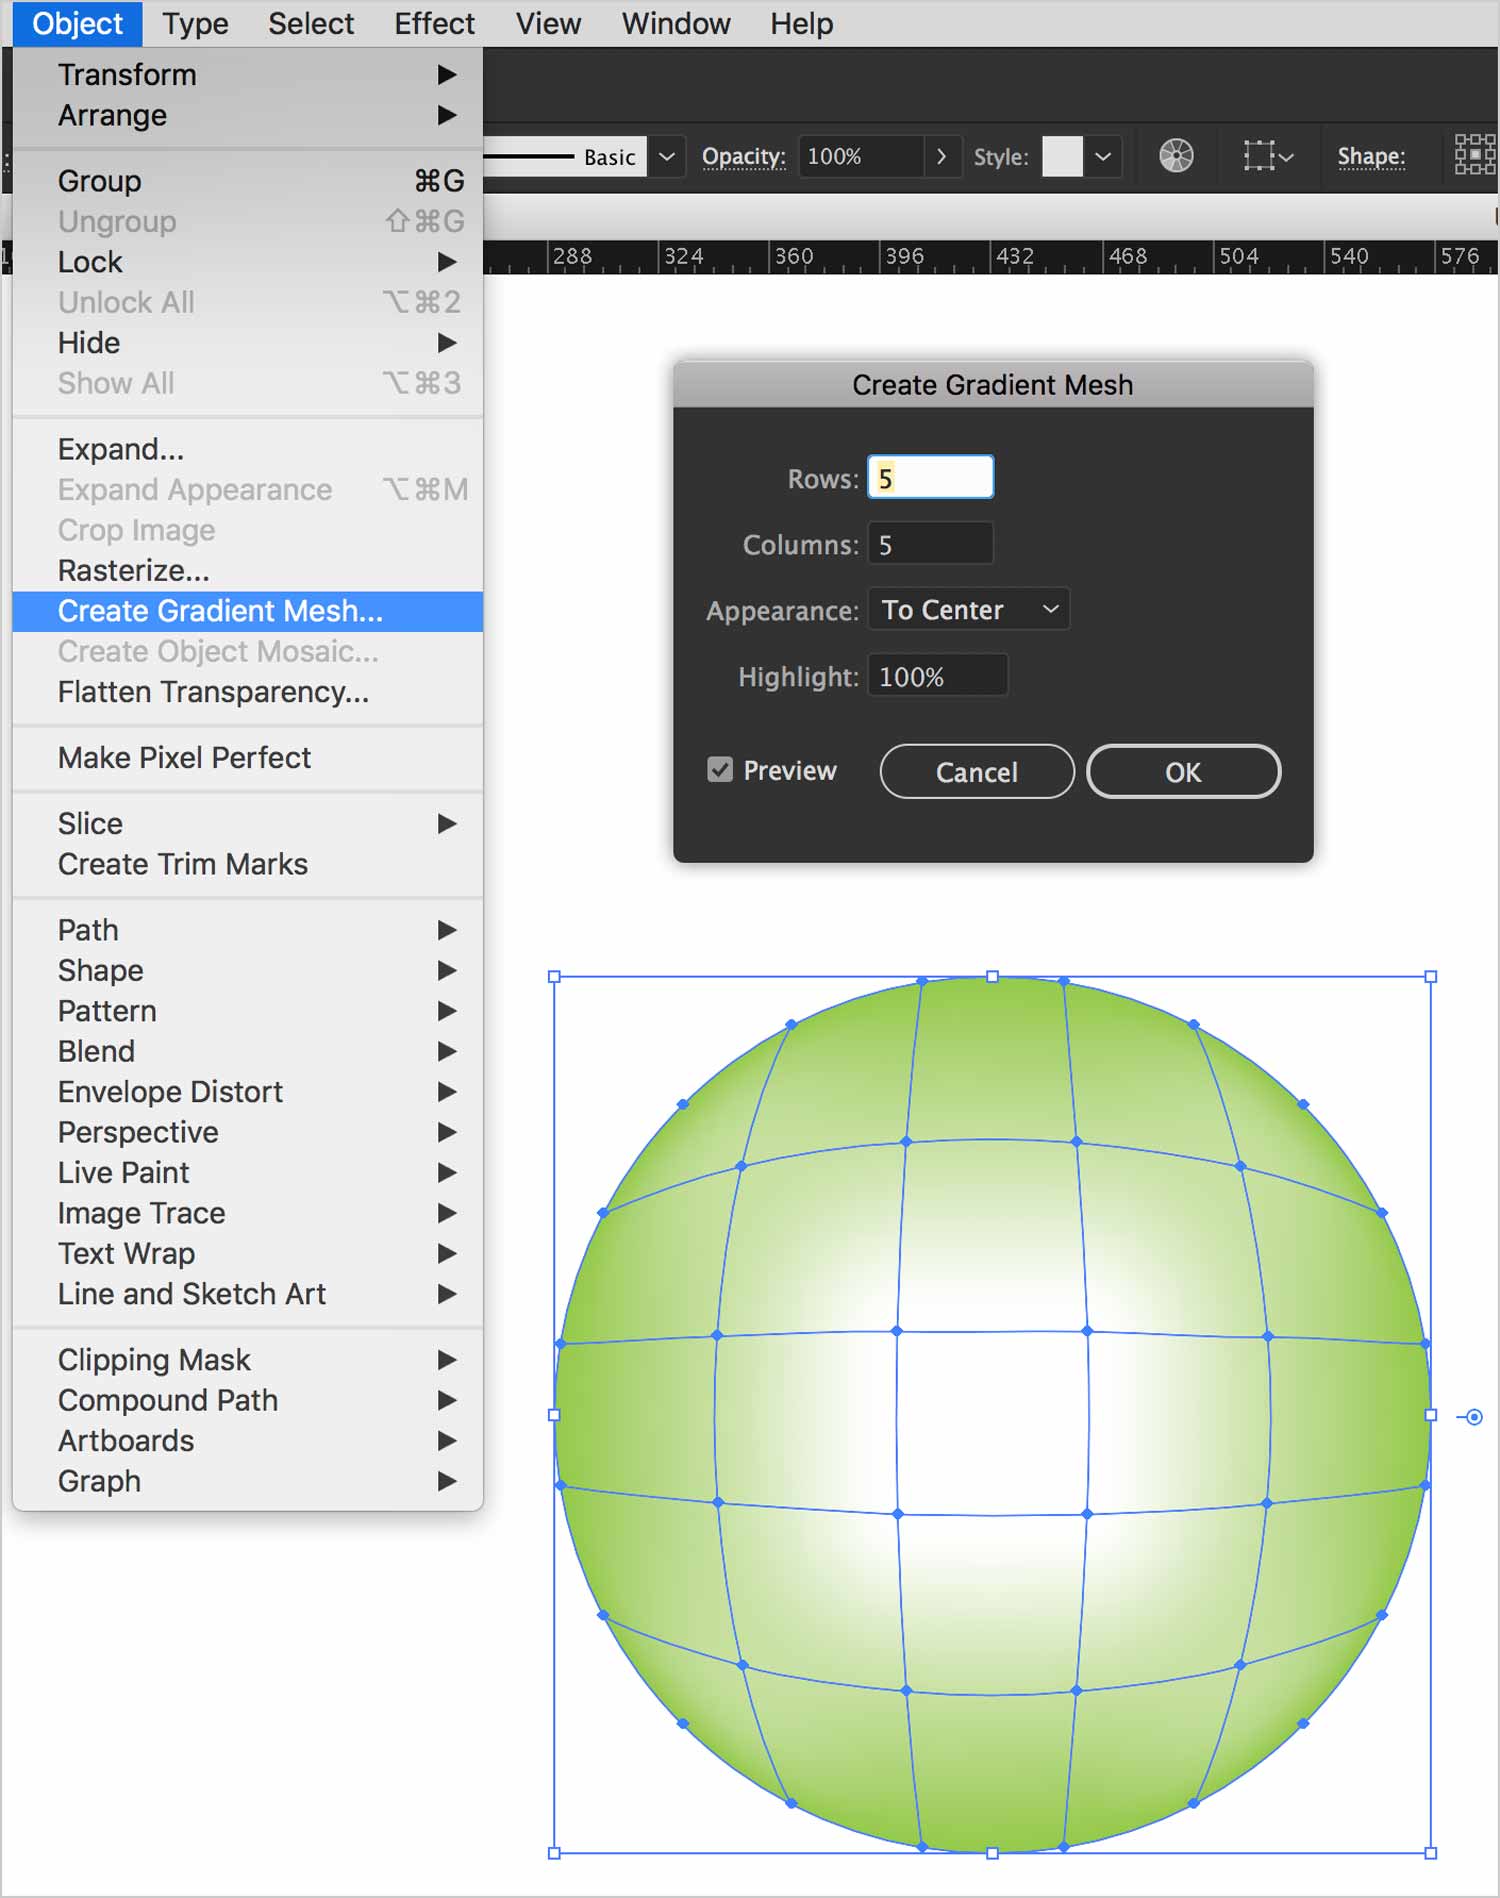 Object Type Select Effect View Window Help
Transform
Arrange
Group ⌘G
Ungroup ⇧⌘G
Lock
Unlock All ⌥⌘2
Hide
Show All ⌥⌘3
Expand...
Expand Appearance ⌥⌘M
Crop Image
Rasterize...
Create Gradient Mesh...
Create Object Mosaic...
Flatten Transparency...
Make Pixel Perfect
Slice
Create Trim Marks
Path
Shape
Pattern
Blend
Envelope Distort
Perspective
Live Paint
Image Trace
Text Wrap
Line and Sketch Art
Clipping Mask
Compound Path
Artboards
Graph
Basic Opacity: 100% Style: Shape:
288 324 360 396 432 468 504 540 576
Create Gradient Mesh
Rows: 5
Columns: 5
Appearance: To Center
Highlight: 100%
Preview Cancel OK